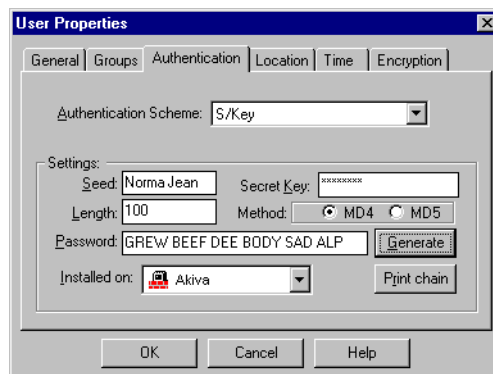 User Properties
General Groups Authentication Location Time Encryption
Authentication Scheme: S/Key
Settings:
Seed: Norma Jean Secret Key: ********
Length: 100 Method: MD4 MD5
Password: GREW BEEF DEE BODY SAD ALP Generate
Installed on: Akiva Print chain
OK Cancel Help